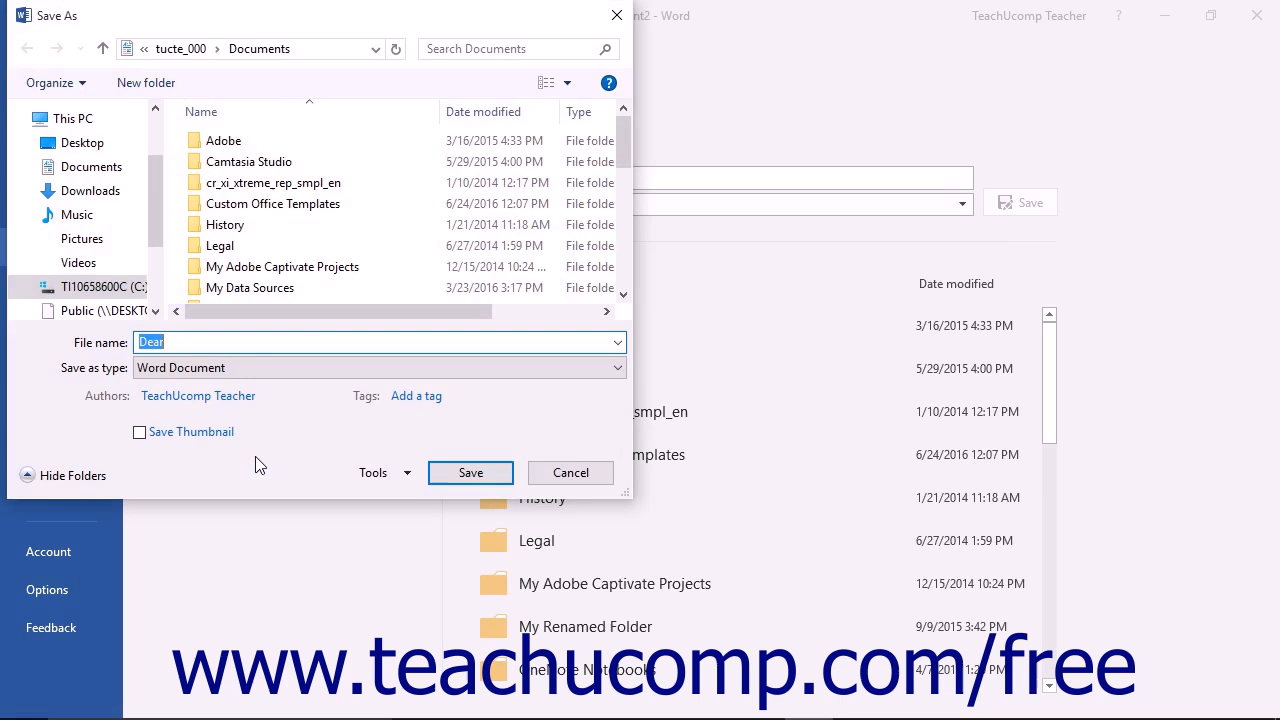 Save As
nt2 - Word
TeachUcomp Teacher
?
« tucte_000 › Documents
Search Documents
Organize
New folder
?
Name
Date modified
Type
This PC
Desktop
Documents
Downloads
Music
Pictures
Videos
TI10658600C (C:)
Public (\\DESKTO
Adobe 3/16/2015 4:33 PM File folde
Camtasia Studio 5/29/2015 4:00 PM File folde
cr_xi_xtreme_rep_smpl_en 1/10/2014 12:17 PM File folde
Custom Office Templates 6/24/2016 12:07 PM File folde
History 1/21/2014 11:18 AM File folde
Legal 6/27/2014 1:59 PM File folde
My Adobe Captivate Projects 12/15/2014 10:24 ... File folde
My Data Sources 3/23/2016 3:17 PM File folde
File name: Dear
Save as type: Word Document
Authors: TeachUcomp Teacher
Tags: Add a tag
Save Thumbnail
Hide Folders
Tools
Save
Cancel
Save
Date modified
3/16/2015 4:33 PM
5/29/2015 4:00 PM
_smpl_en 1/10/2014 12:17 PM
mplates 6/24/2016 12:07 PM
History 1/21/2014 11:18 AM
Legal 6/27/2014 1:59 PM
My Adobe Captivate Projects 12/15/2014 10:24 PM
My Renamed Folder 9/9/2015 3:42 PM
OneNote Notebooks
Account
Options
Feedback
www.teachucomp.com/free